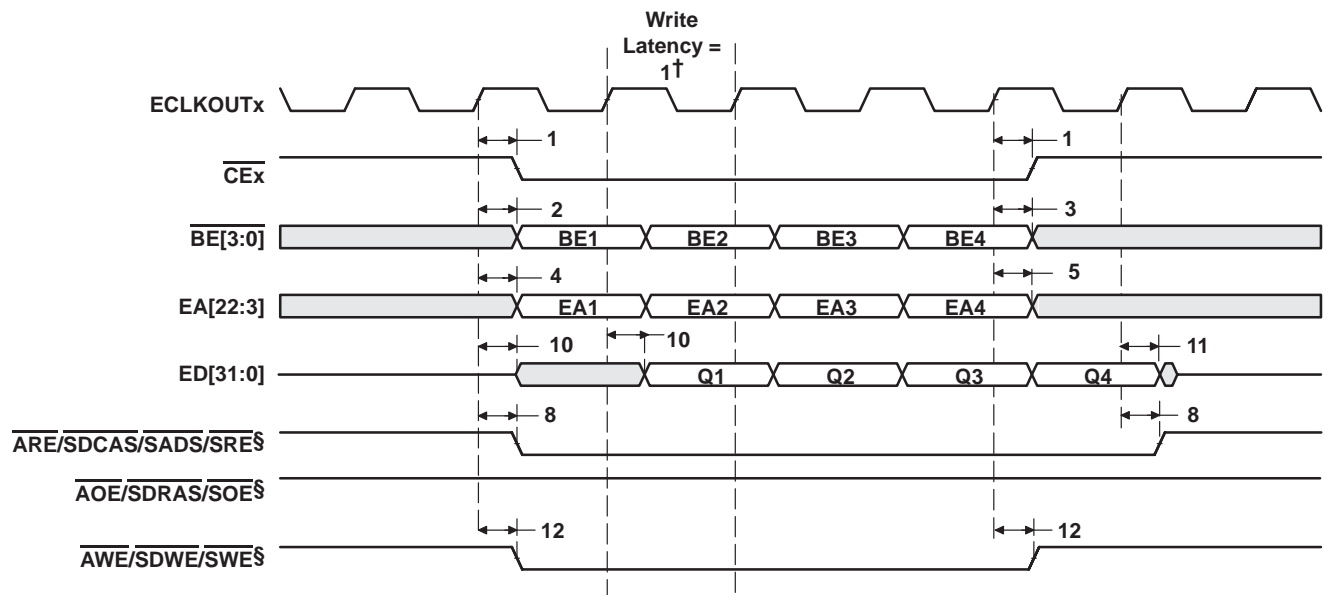 Write
Latency =
1†
ECLKOUTx
1 1
CEx
2 3
BE[3:0] BE1 BE2 BE3 BE4
4 5
EA[22:3] EA1 EA2 EA3 EA4
10 10 11
ED[31:0] Q1 Q2 Q3 Q4
8 8
ARE/SDCAS/SADS/SRE§
AOE/SDRAS/SOE§
12 12
AWE/SDWE/SWE§